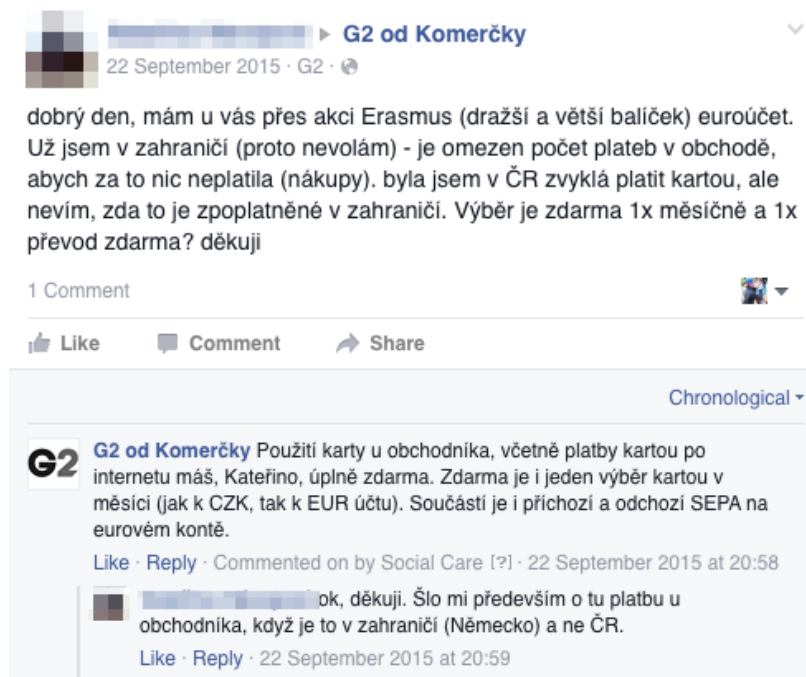 G2 od Komerčky
22 September 2015 · G2 ·
dobrý den, mám u vás přes akci Erasmus (dražší a větší balíček) euroúčet.
Už jsem v zahraničí (proto nevolám) - je omezen počet plateb v obchodě,
abych za to nic neplatila (nákupy). byla jsem v ČR zvyklá platit kartou, ale
nevím, zda to je zpoplatněné v zahraničí. Výběr je zdarma 1x měsíčně a 1x
převod zdarma? děkuji
1 Comment
Like Comment Share
Chronological
G2 G2 od Komerčky Použití karty u obchodníka, včetně platby kartou po
internetu máš, Kateřino, úplně zdarma. Zdarma je i jeden výběr kartou v
měsíci (jak k CZK, tak k EUR účtu). Součástí je i příchozí a odchozí SEPA na
eurovém kontě.
Like · Reply · Commented on by Social Care [?] · 22 September 2015 at 20:58
ok, děkuji. Šlo mi především o tu platbu u
obchodníka, když je to v zahraničí (Německo) a ne ČR.
Like · Reply · 22 September 2015 at 20:59